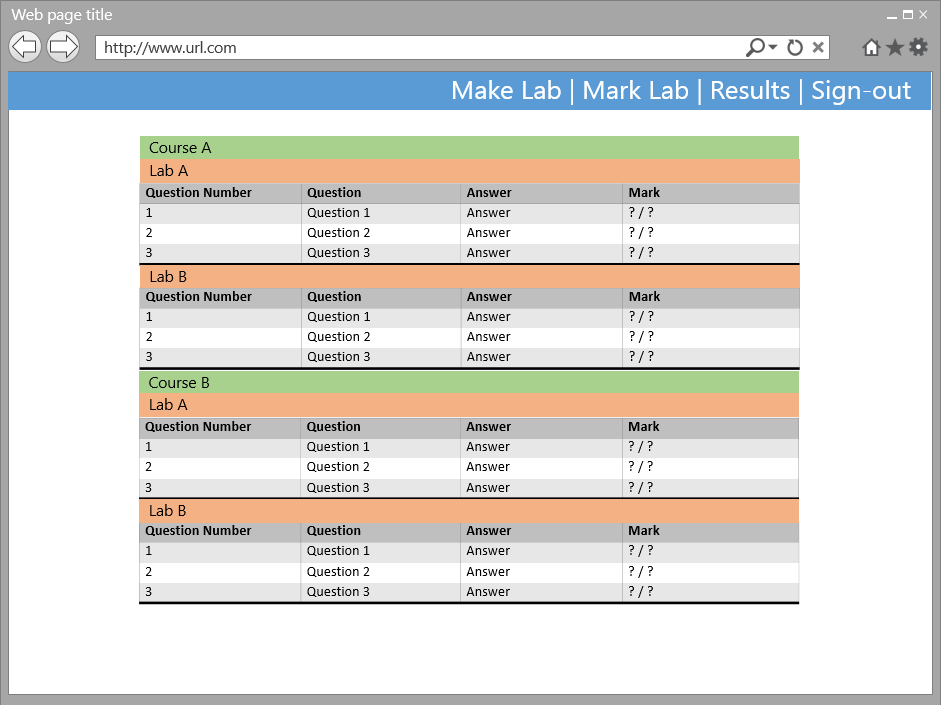 Web page title
http://www.url.com
Make Lab | Mark Lab | Results | Sign-out
Course A
Lab A
Question Number Question Answer Mark
1 Question 1 Answer ? / ?
2 Question 2 Answer ? / ?
3 Question 3 Answer ? / ?
Lab B
Question Number Question Answer Mark
1 Question 1 Answer ? / ?
2 Question 2 Answer ? / ?
3 Question 3 Answer ? / ?
Course B
Lab A
Question Number Question Answer Mark
1 Question 1 Answer ? / ?
2 Question 2 Answer ? / ?
3 Question 3 Answer ? / ?
Lab B
Question Number Question Answer Mark
1 Question 1 Answer ? / ?
2 Question 2 Answer ? / ?
3 Question 3 Answer ? / ?